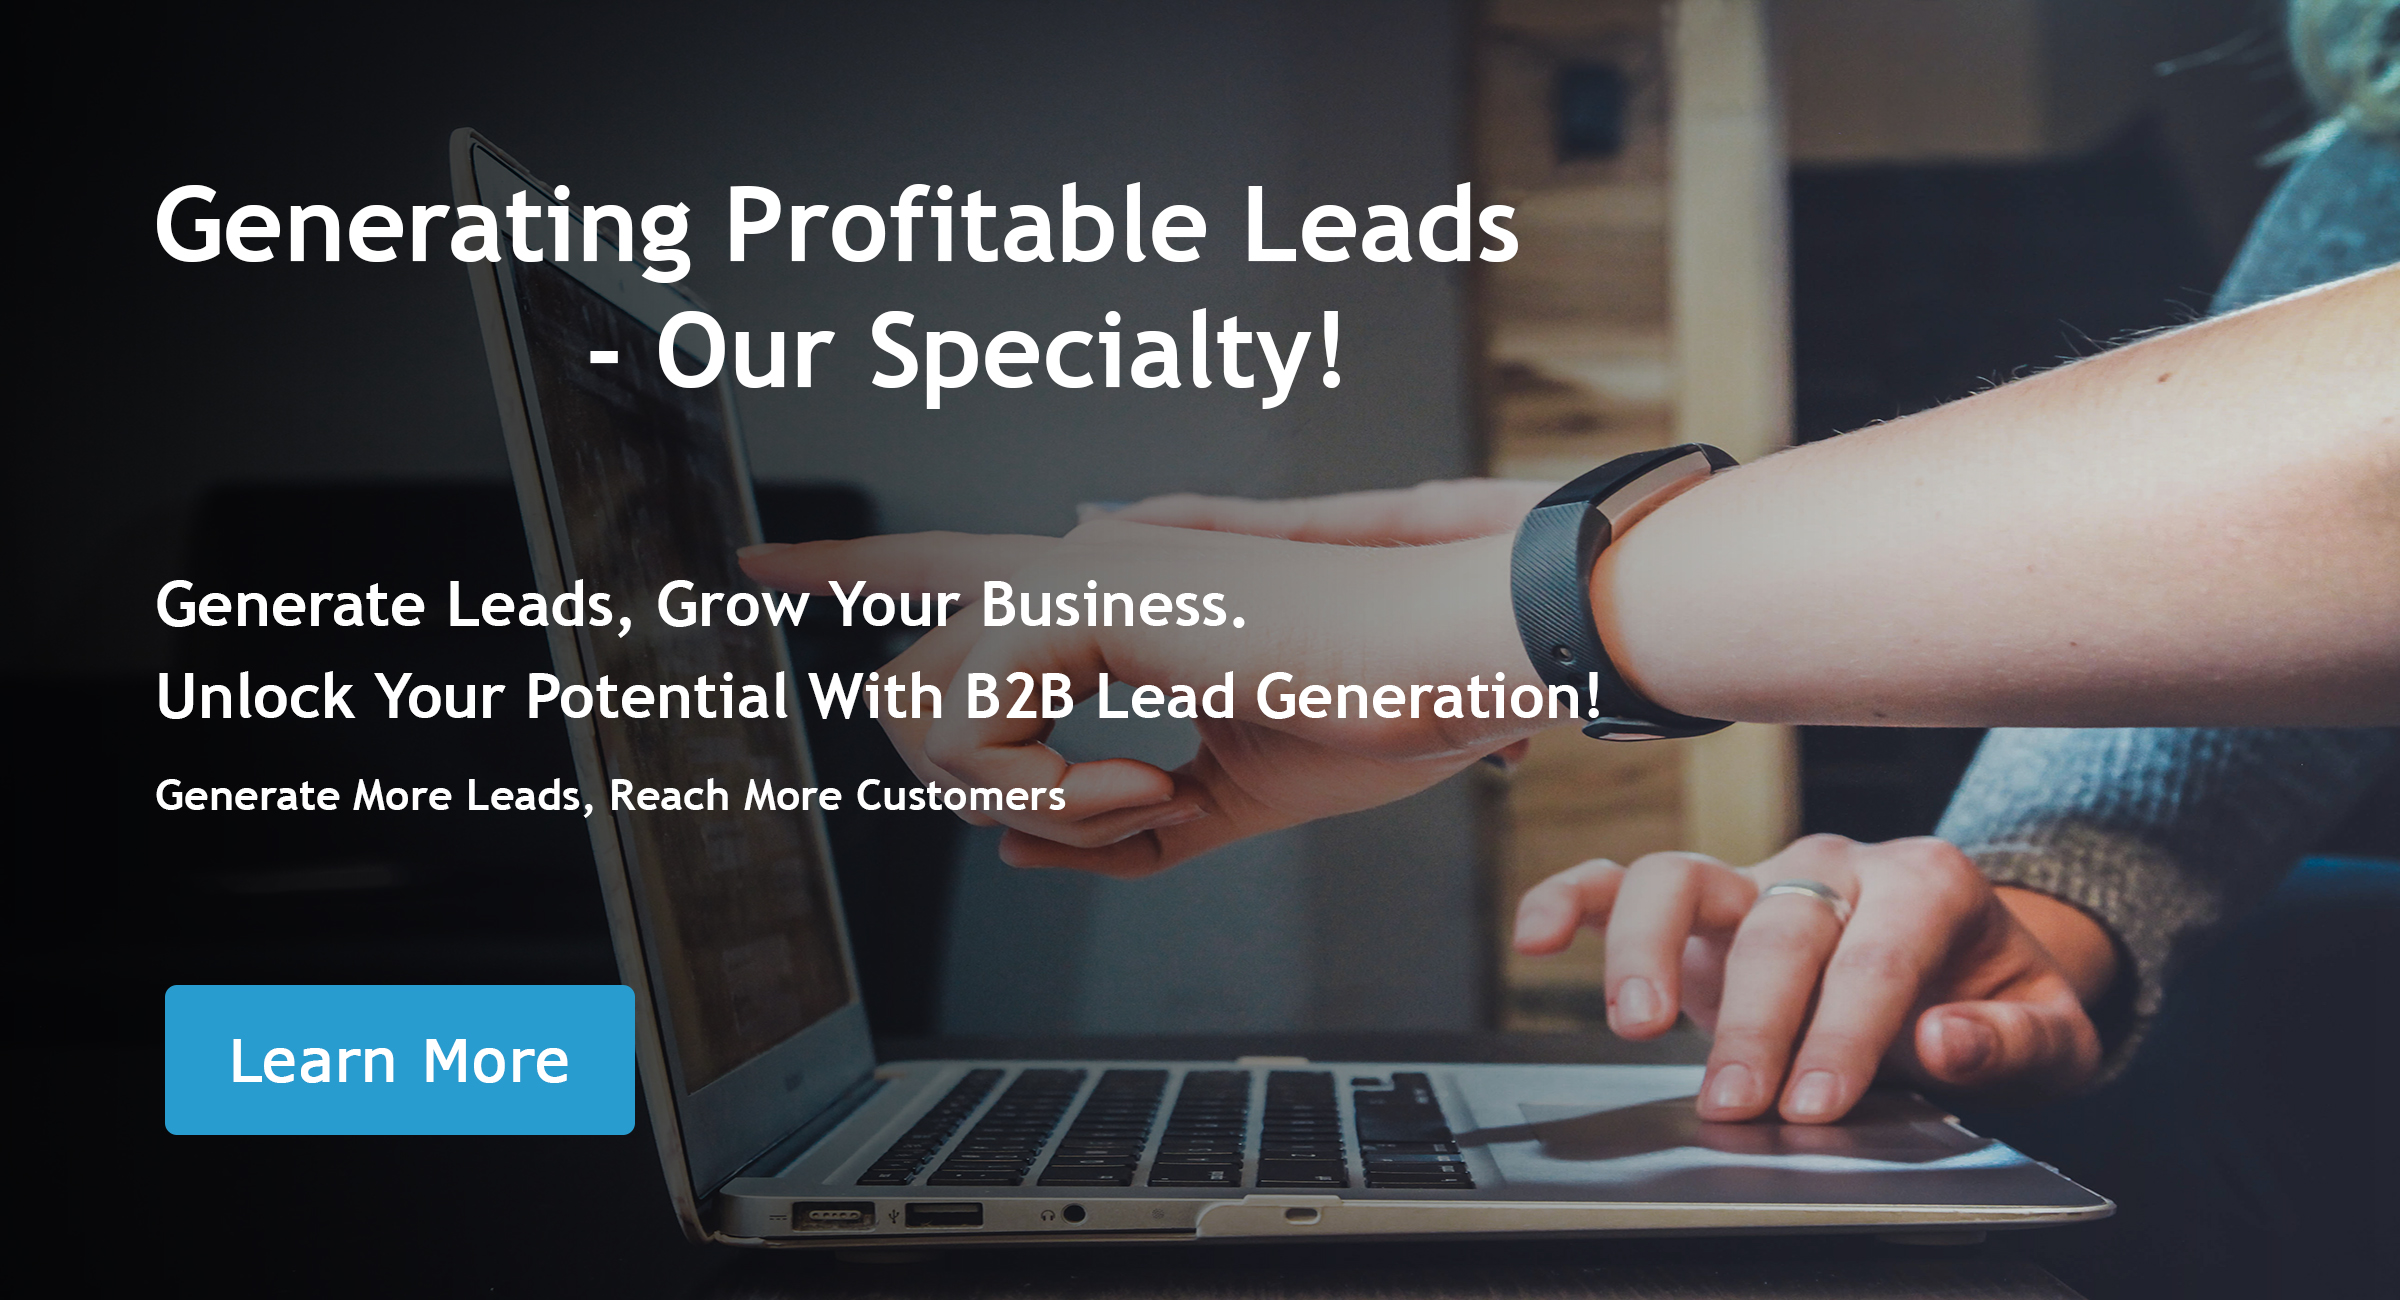 Generating Profitable Leads
- Our Specialty!
Generate Leads, Grow Your Business.
Unlock Your Potential With B2B Lead Generation!
Generate More Leads, Reach More Customers
Learn More